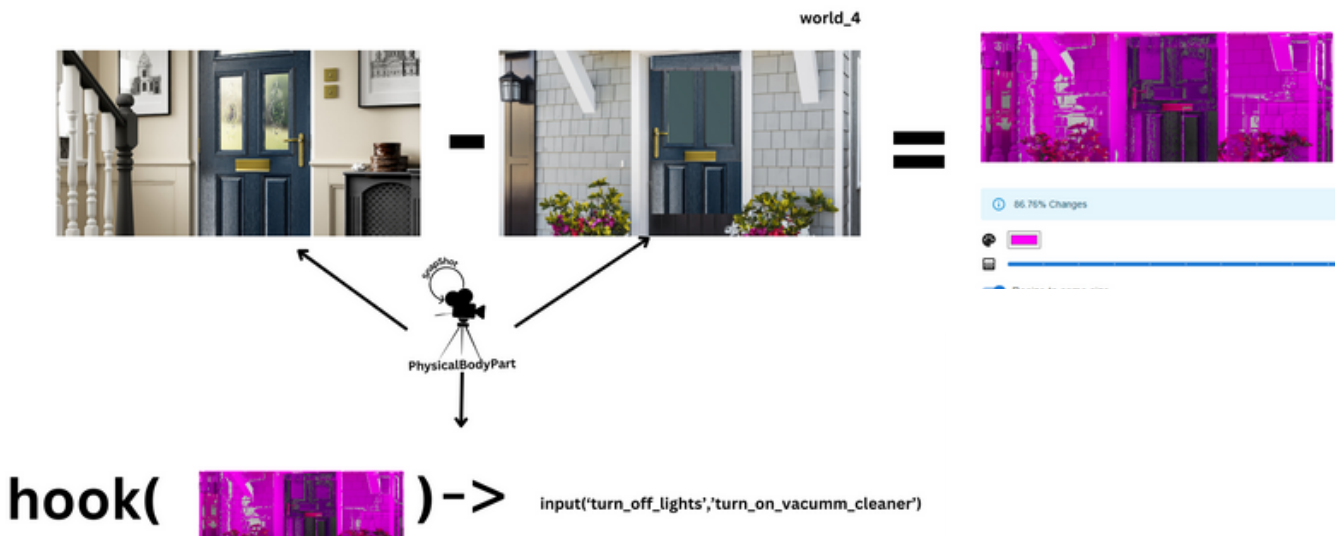 world_4
86.76% Changes
SnapShot
PhysicalBodyPart
hook( )->
input(‘turn_off_lights’,’turn_on_vacumm_cleaner’)